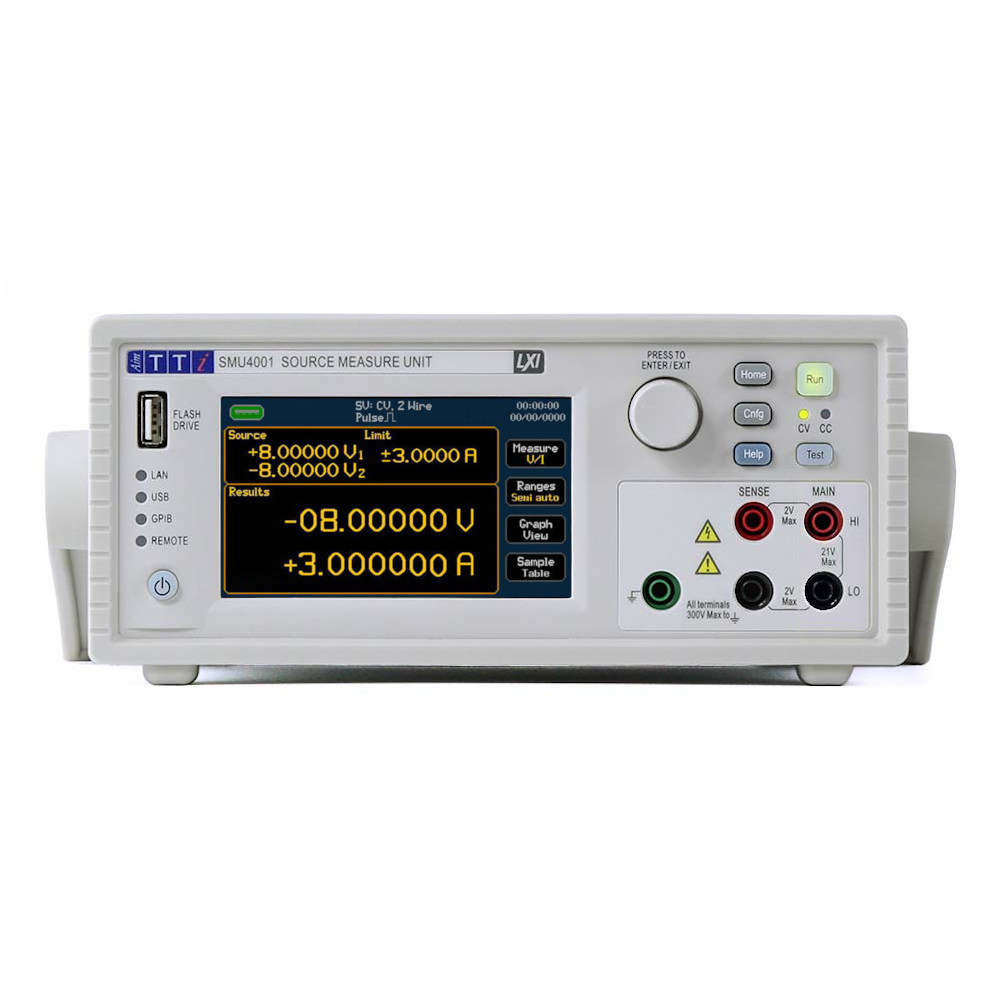 Aim TTi SMU4001 SOURCE MEASURE UNIT LXI
FLASH
DRIVE
LAN
USB
GPIB
REMOTE
SV: CV, 2 Wire
Pulse
00:00:00
00/00/0000
Source Limit
+8.00000 V1 ±3.0000 A
-8.00000 V2
Results
-08.00000 V
+3.000000 A
Measure
V/I
Ranges
Semi auto
Graph
View
Sample
Table
PRESS TO
ENTER / EXIT
Home
Run
Cnfg
CV CC
Help
Test
SENSE MAIN
2V
Max
HI
21V
Max
2V
Max
LO
All terminals
300V Max to